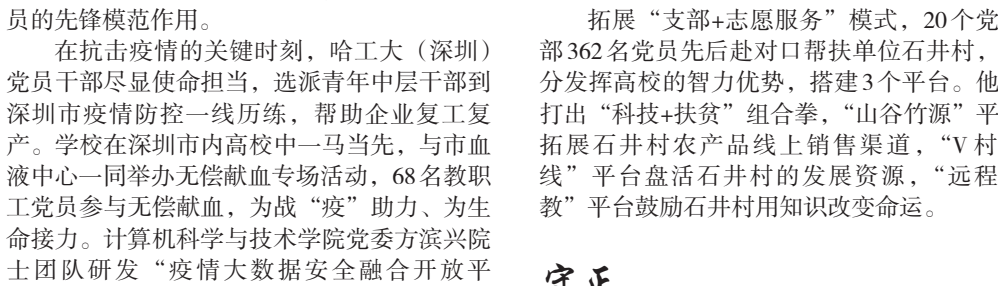 员的先锋模范作用。
在抗击疫情的关键时刻，哈工大（深圳）
党员干部尽显使命担当，选派青年中层干部到
深圳市疫情防控一线历练，帮助企业复工复
产。学校在深圳市内高校中一马当先，与市血
液中心一同举办无偿献血专场活动，68名教职
工党员参与无偿献血，为战“疫”助力、为生
命接力。计算机科学与技术学院党委方滨兴院
士团队研发“疫情大数据安全融合开放平
拓展“支部+志愿服务”模式，20个党
部362名党员先后赴对口帮扶单位石井村，
分发挥高校的智力优势，搭建3个平台。他
打出“科技+扶贫”组合拳，“山谷竹源”平
拓展石井村农产品线上销售渠道，“V村
线”平台盘活石井村的发展资源，“远程
教”平台鼓励石井村用知识改变命运。
守正